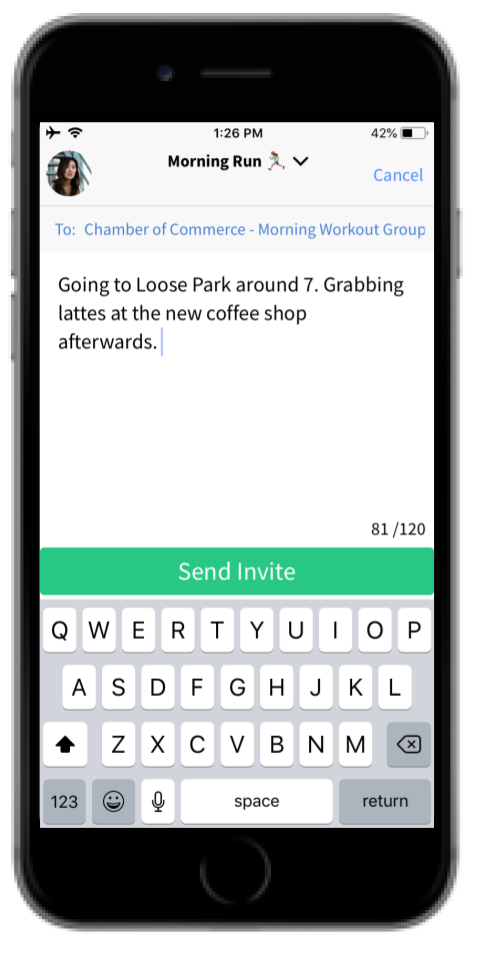 1:26 PM 42%
Morning Run 🏃
Cancel
To: Chamber of Commerce - Morning Workout Group
Going to Loose Park around 7. Grabbing
lattes at the new coffee shop
afterwards.
81 /120
Send Invite
Q W E R T Y U I O P
A S D F G H J K L
Z X C V B N M
123 space return